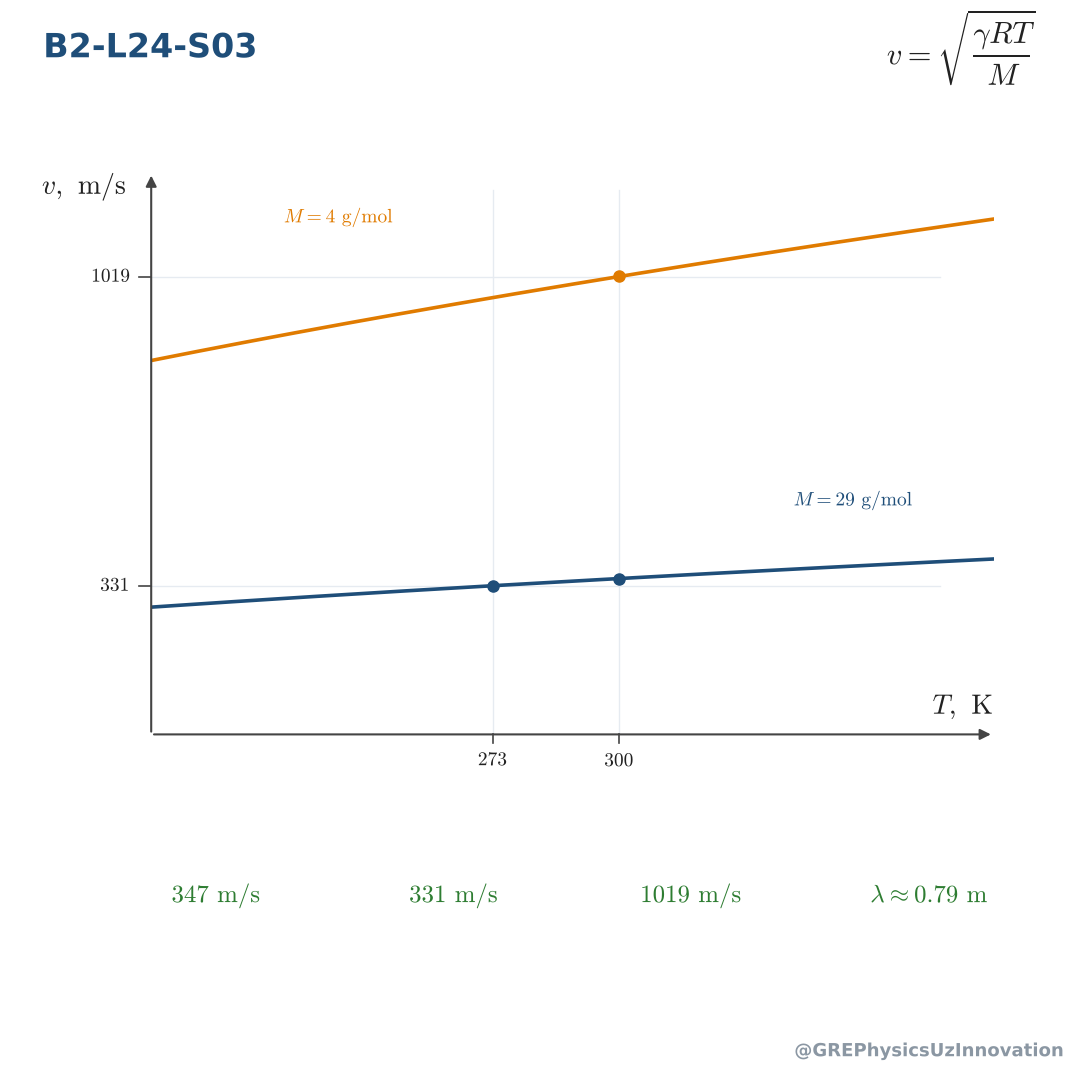 B2-L24-S03
v = √(γRT/M)
v, m/s
M = 4 g/mol
1019
M = 29 g/mol
331
T, K
273 300
347 m/s 331 m/s 1019 m/s λ ≈ 0.79 m
@GREPhysicsUzInnovation